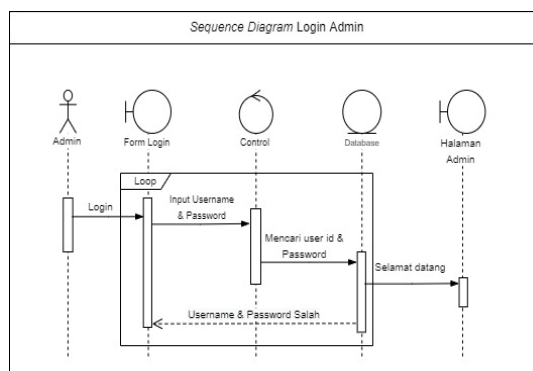 Sequence Diagram Login Admin
Admin
Form Login
Control
Database
Halaman
Admin
Loop
Login
Input Username
& Password
Mencari user id &
Password
Selamat datang
Username & Password Salah